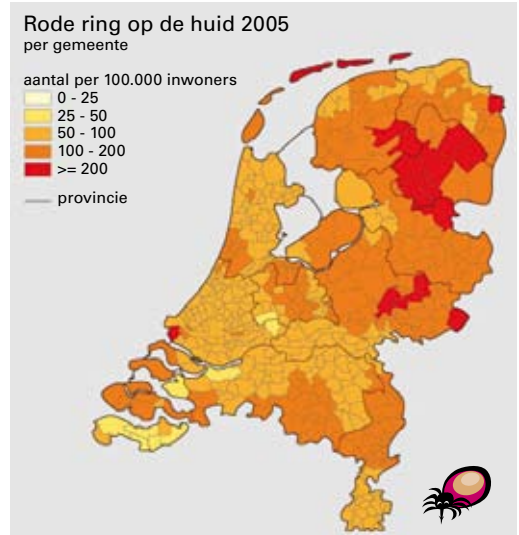 Rode ring op de huid 2005
per gemeente
aantal per 100.000 inwoners
0 - 25
25 - 50
50 - 100
100 - 200
>= 200
provincie